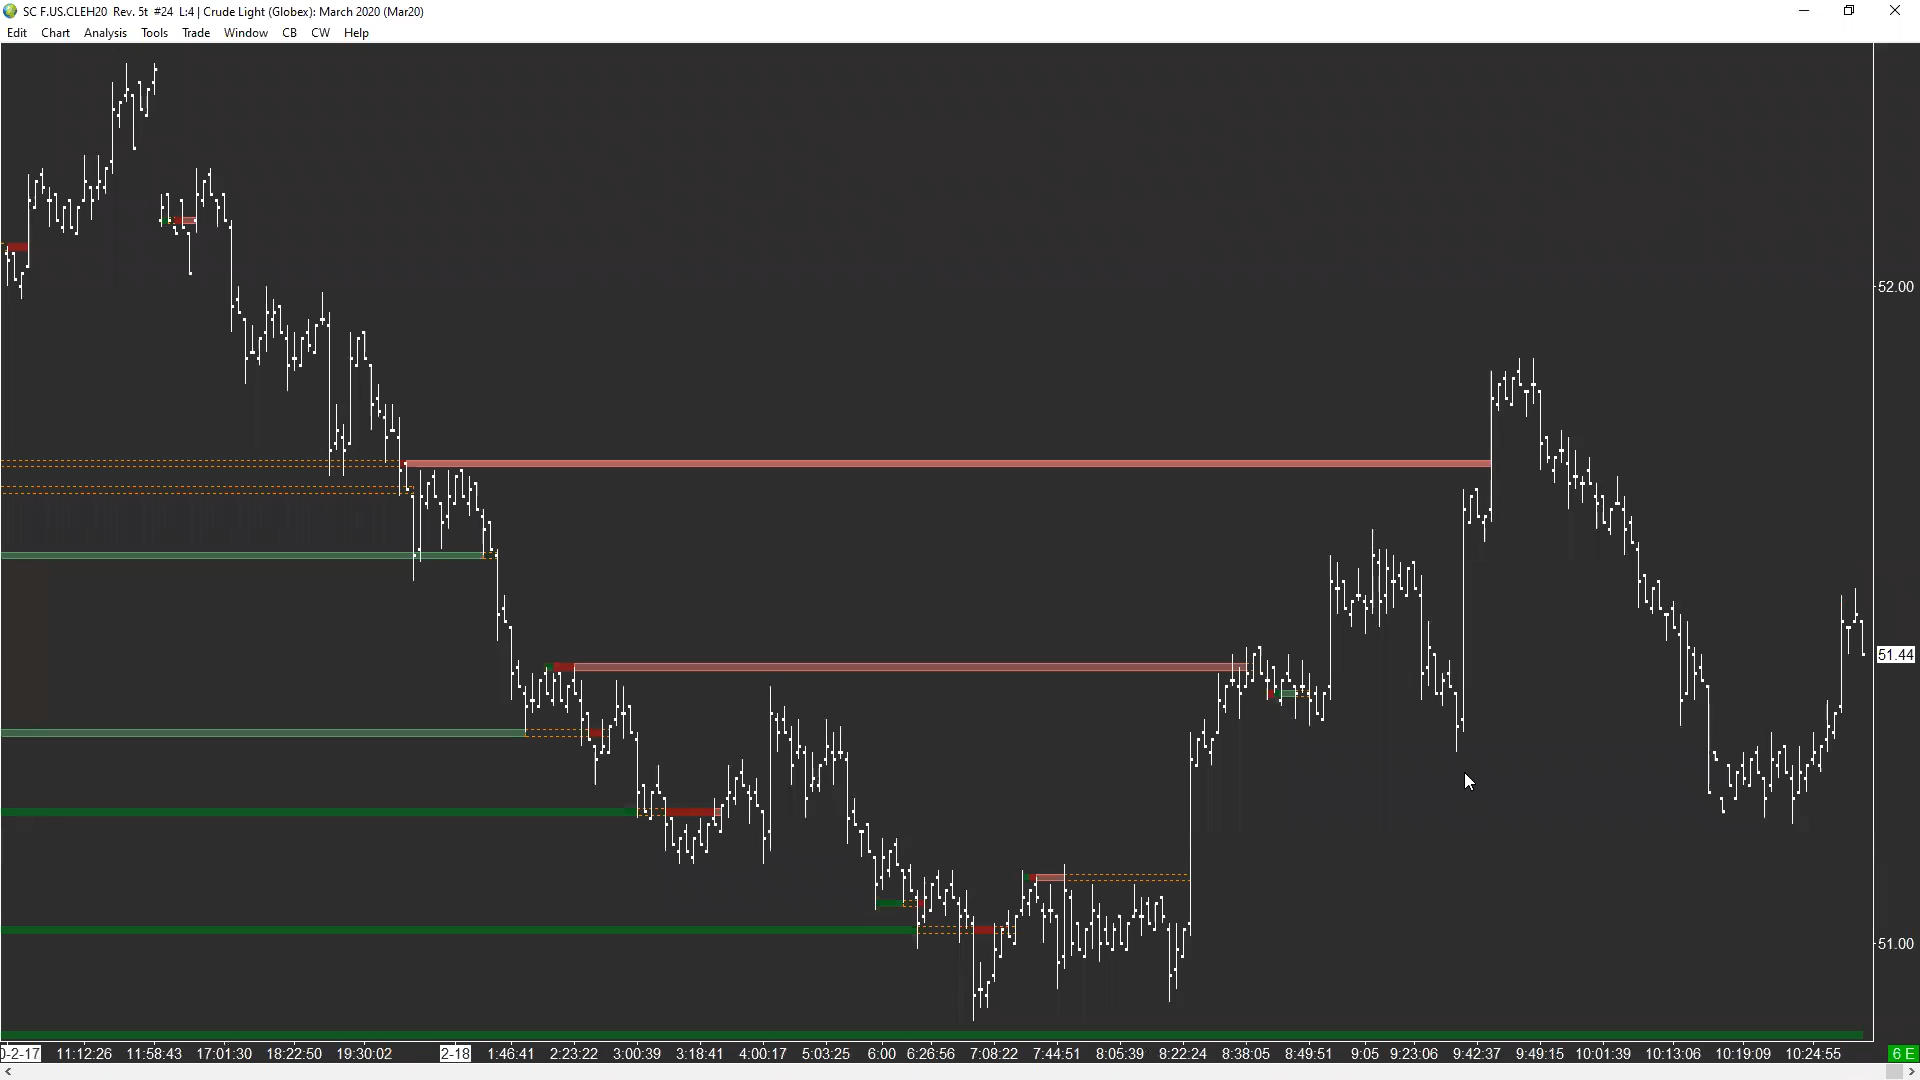 SC F.US.CLEH20 Rev. 5t #24 L:4 | Crude Light (Globex): March 2020 (Mar20)
Edit Chart Analysis Tools Trade Window CB CW Help
52.00
51.44
51.00
0-2-17 11:12:26 11:58:43 17:01:30 18:22:50 19:30:02 2-18 1:46:41 2:23:22 3:00:39 3:18:41 4:00:17 5:03:25 6:00 6:26:56 7:08:22 7:44:51 8:05:39 8:22:24 8:38:05 8:49:51 9:05 9:23:06 9:42:37 9:49:15 10:01:39 10:13:06 10:19:09 10:24:55 6 E